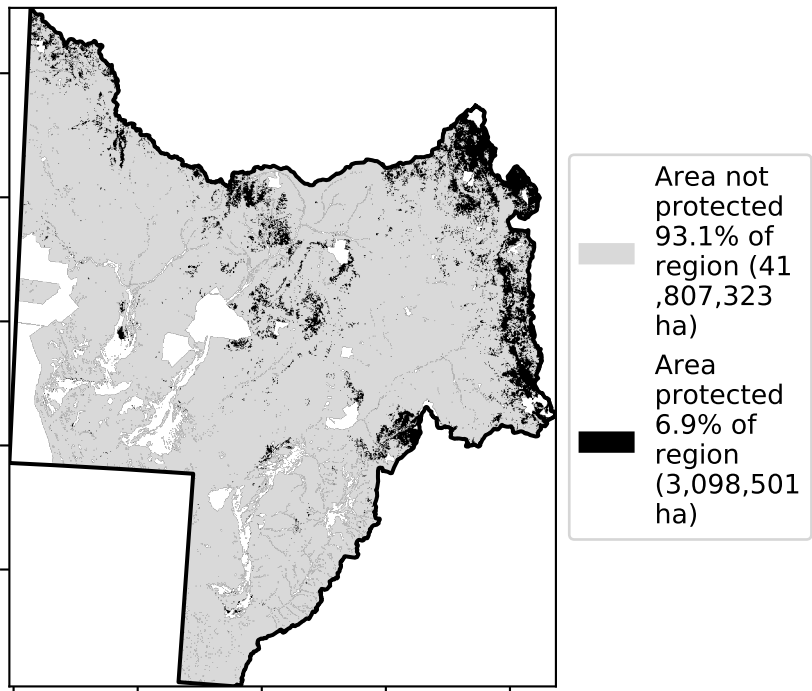 Area not
protected
93.1% of
region (41
,807,323
ha)
Area
protected
6.9% of
region
(3,098,501
ha)